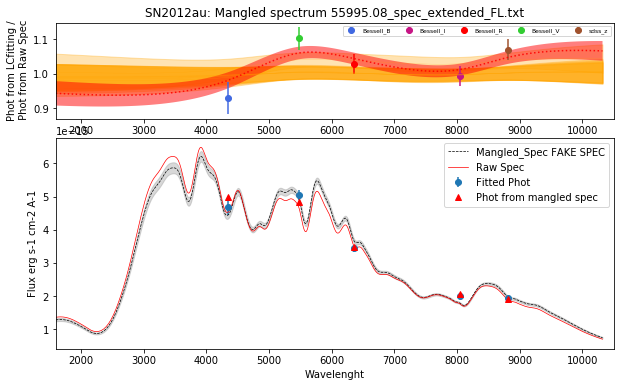 SN2012au: Mangled spectrum 55995.08_spec_extended_FL.txt
Phot from LCfitting /
Phot from Raw Spec
1.1
1.0
0.9
Bessell_B
Bessell_I
Bessell_R
Bessell_V
sdss_z
2000 3000 4000 5000 6000 7000 8000 9000 10000
Flux erg s-1 cm-2 A-1
6
5
4
3
2
1
Mangled_Spec FAKE SPEC
Raw Spec
Fitted Phot
Phot from mangled spec
2000 3000 4000 5000 6000 7000 8000 9000 10000
Wavelenght